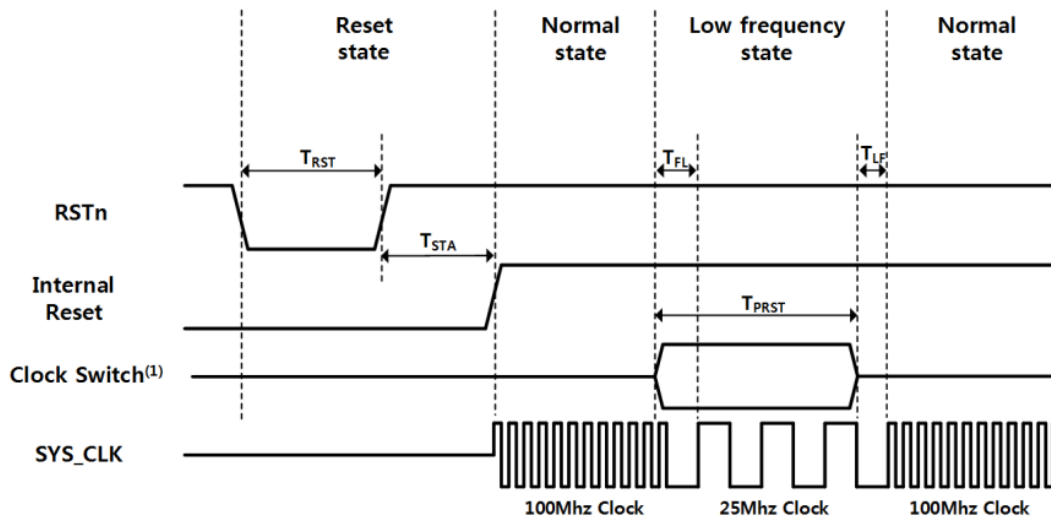 Reset state
Normal state
Low frequency state
Normal state
TRST
TFL
TLF
RSTn
TSTA
Internal Reset
TPRST
Clock Switch(1)
SYS_CLK
100Mhz Clock
25Mhz Clock
100Mhz Clock